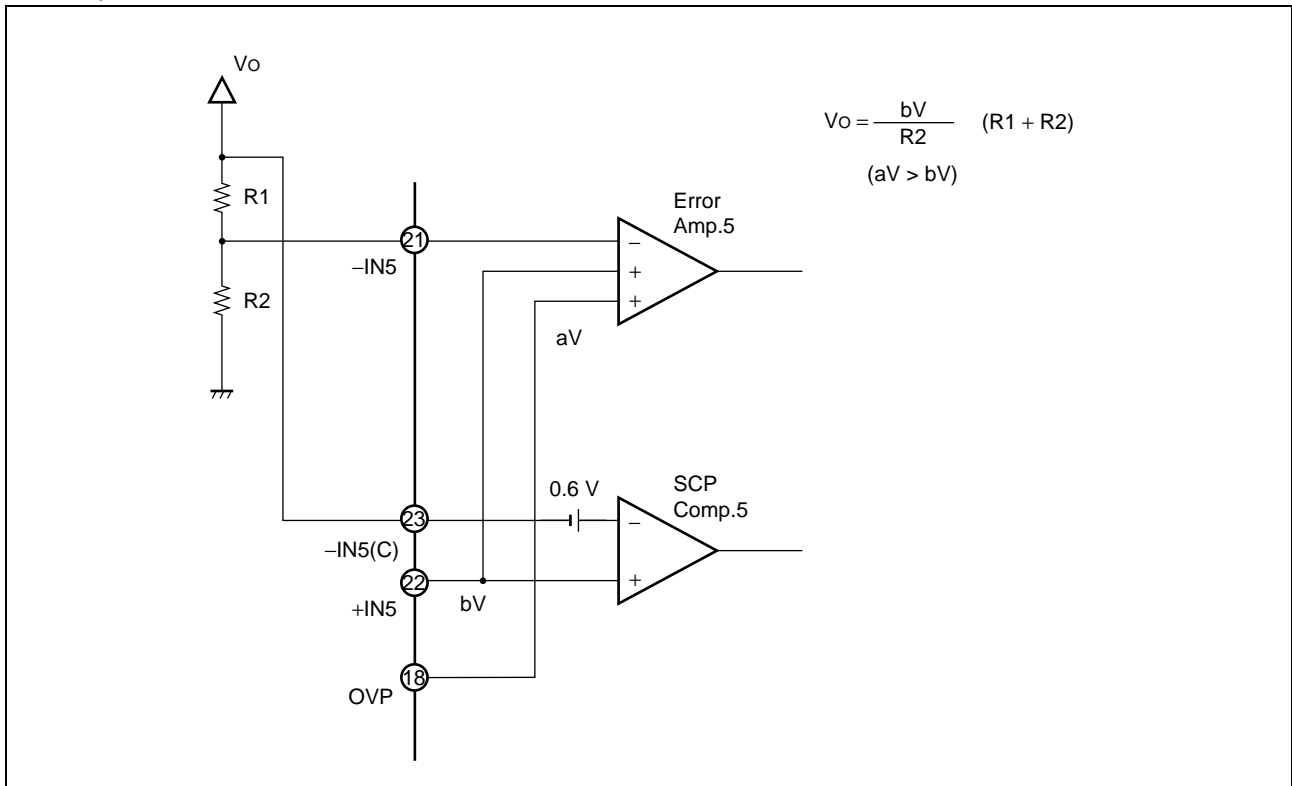 Vo
Vo = bV / R2 (R1 + R2)
(aV > bV)
R1
Error
Amp.5
21
−
−IN5
+
R2
+
aV
0.6 V
SCP
Comp.5
23
−
−IN5(C)
22
+
+IN5
bV
18
OVP